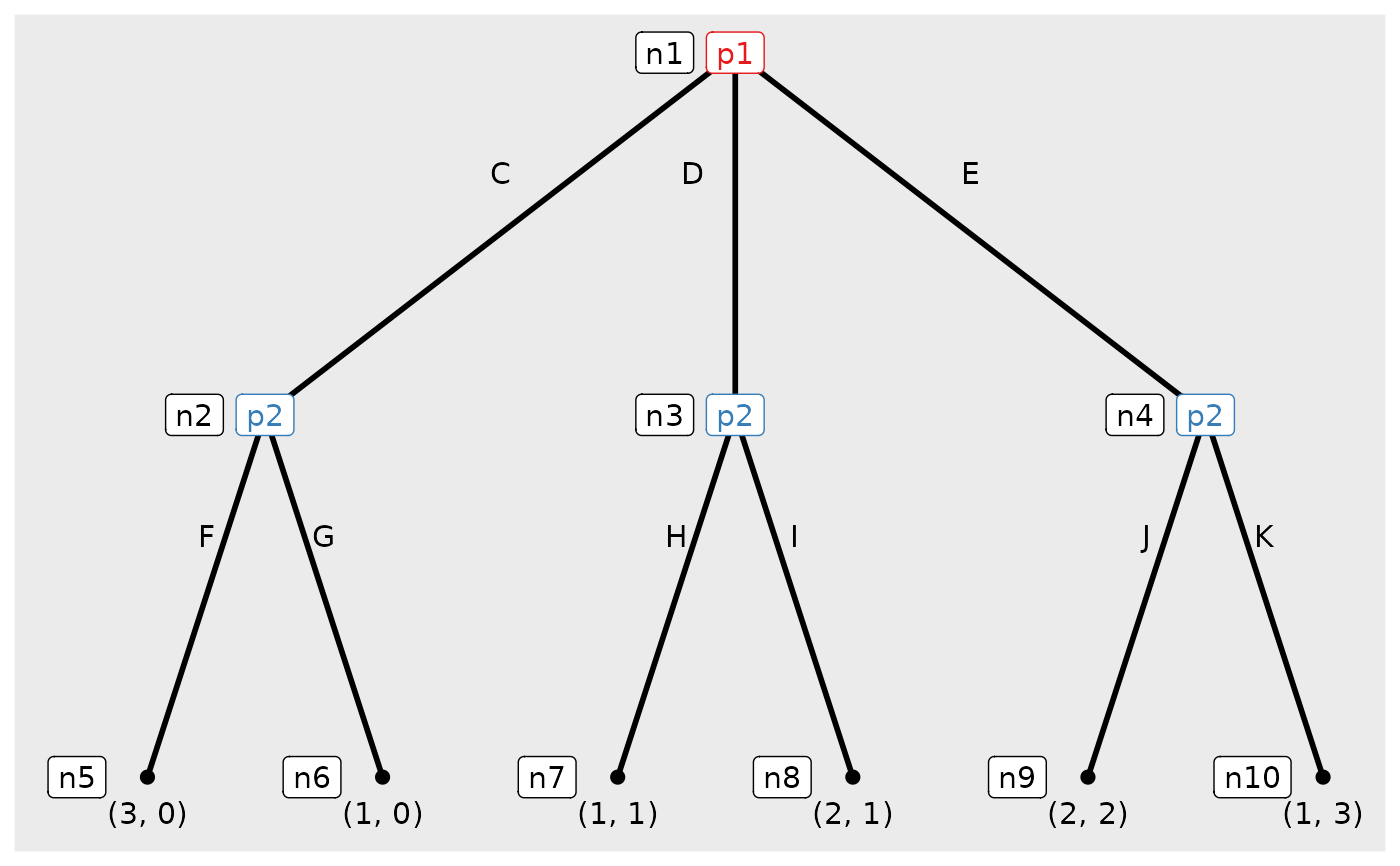 n1 p1
C D E
n2 p2 n3 p2 n4 p2
F G H I J K
n5 n6 n7 n8 n9 n10
(3, 0) (1, 0) (1, 1) (2, 1) (2, 2) (1, 3)